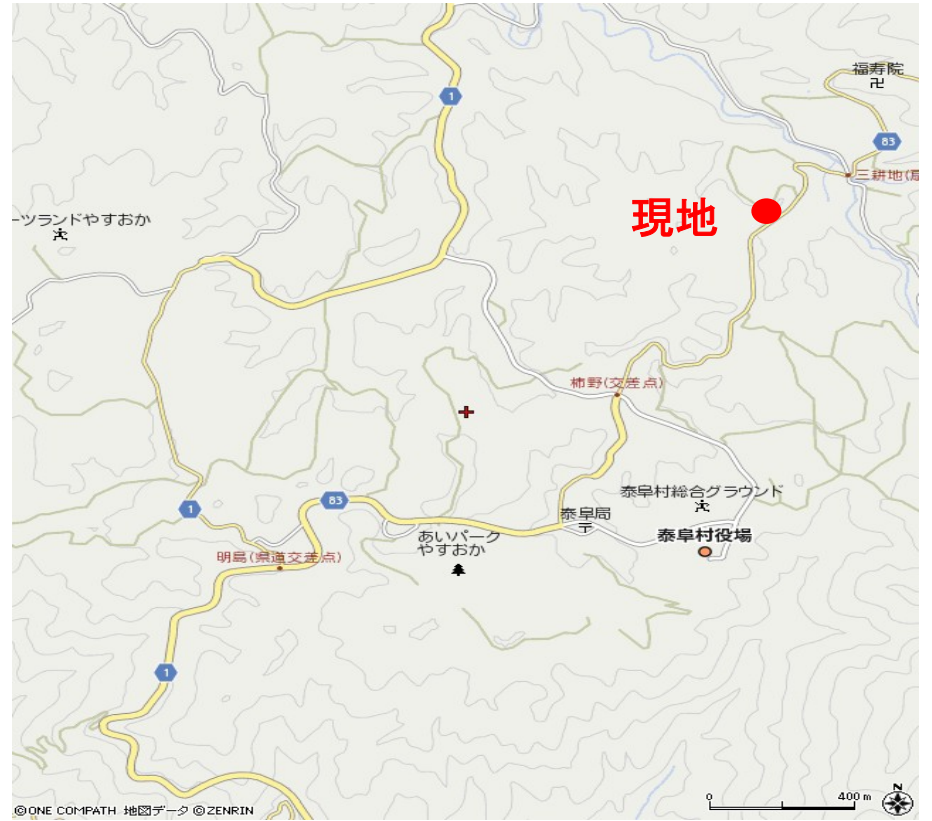 1
福寿院
83
三耕地(
ーツランドやすおか
現地
柿野(交差点)
泰阜村総合グラウンド
83
1
泰阜局
泰阜村役場
あいパーク
やすおか
明島(県道交差点)
1
0
400m
N
©ONE COMPATH 地図データ ©ZENRIN